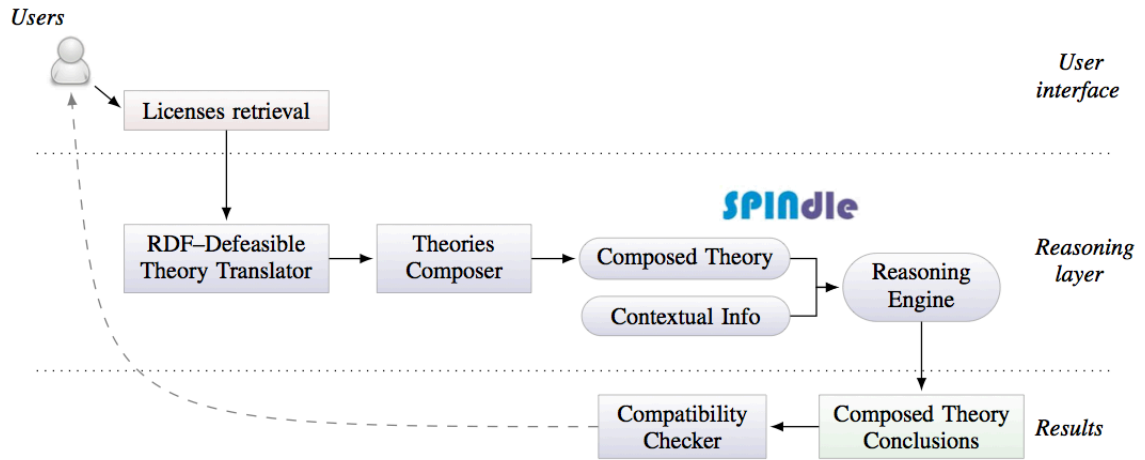 Users
User
interface
Licenses retrieval
SPINdle
RDF–Defeasible
Theory Translator
Theories
Composer
Composed Theory
Contextual Info
Reasoning
Engine
Reasoning
layer
Compatibility
Checker
Composed Theory
Conclusions
Results